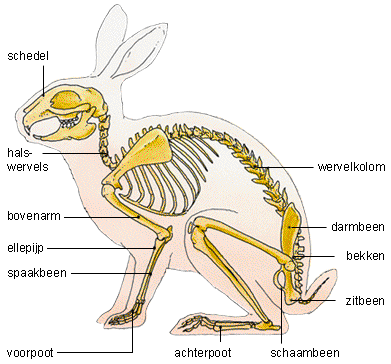 schedel
hals-
wervels
wervelkolom
bovenarm
darmbeen
ellepijp
bekken
spaakbeen
zitbeen
voorpoot
achterpoot
schaambeen